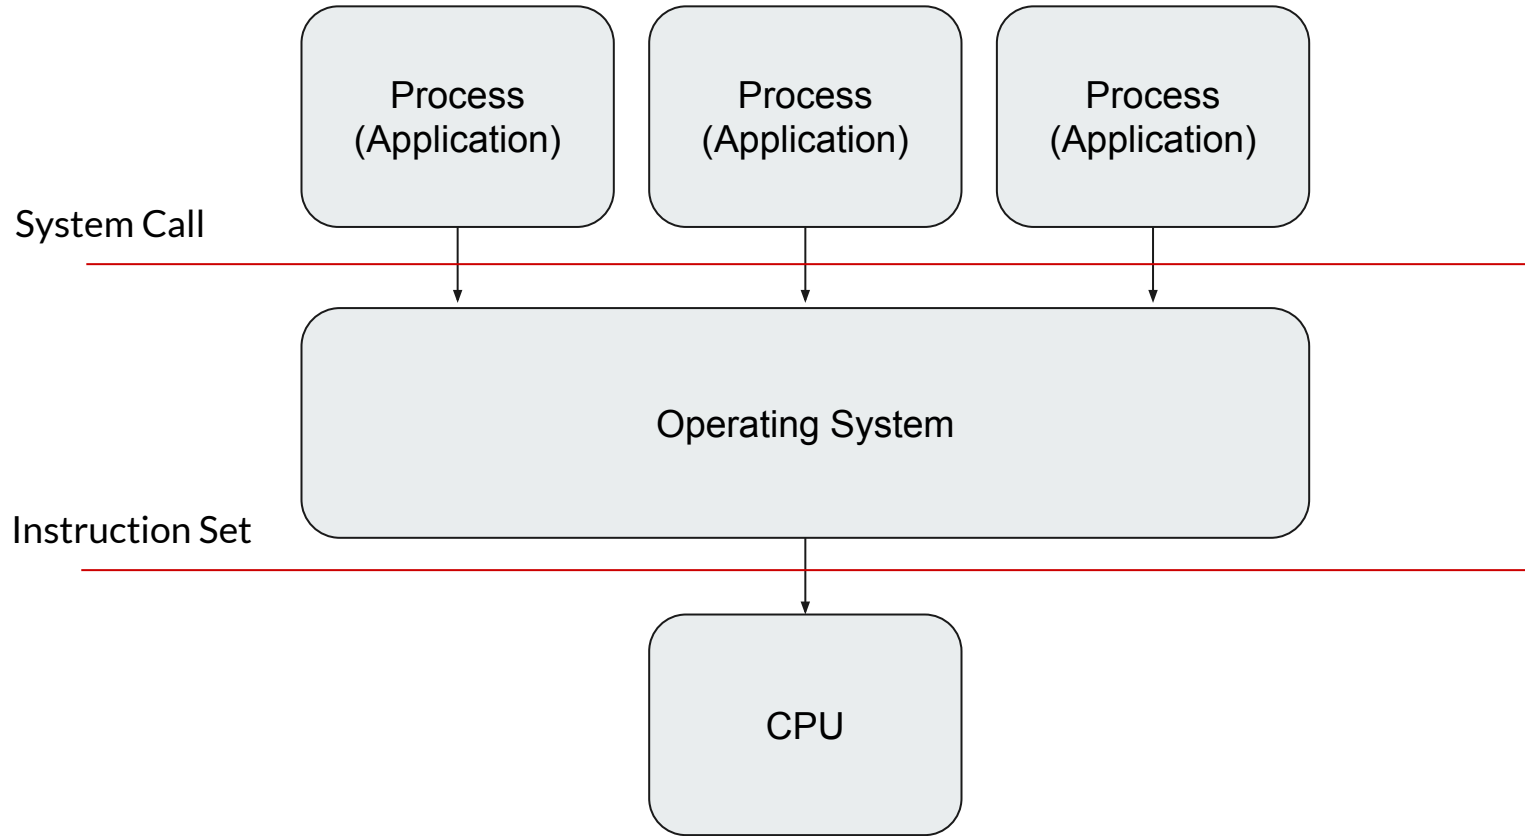 Process
(Application)
Process
(Application)
Process
(Application)
System Call
Operating System
Instruction Set
CPU